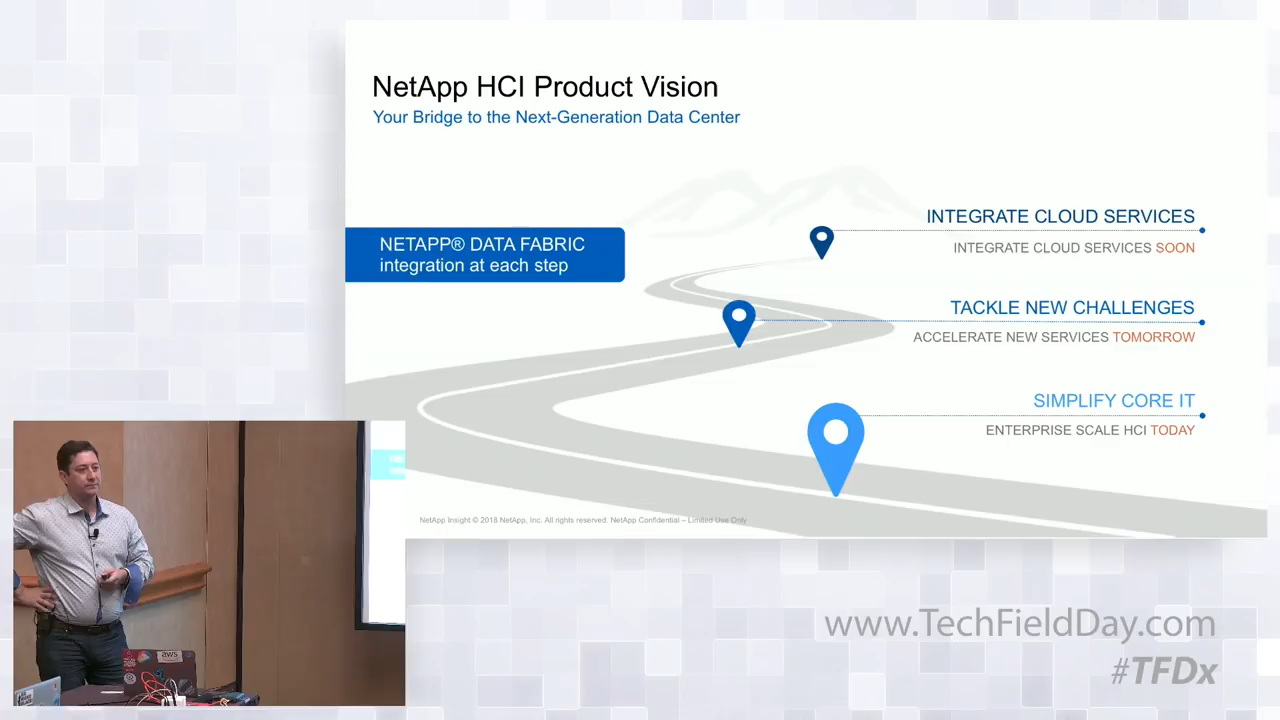 NetApp HCI Product Vision
Your Bridge to the Next-Generation Data Center
NETAPP® DATA FABRIC
integration at each step
INTEGRATE CLOUD SERVICES
INTEGRATE CLOUD SERVICES SOON
TACKLE NEW CHALLENGES
ACCELERATE NEW SERVICES TOMORROW
SIMPLIFY CORE IT
ENTERPRISE SCALE HCI TODAY
NetApp Insight © 2018 NetApp, Inc. All rights reserved. NetApp Confidential – Limited Use Only
aws
www.TechFieldDay.com
#TFDx